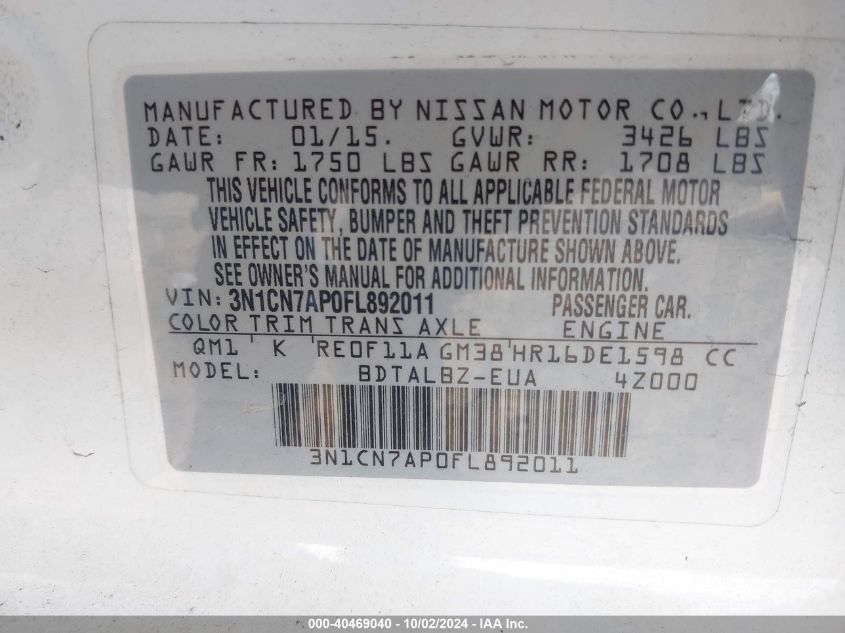 MANUFACTURED BY NISSAN MOTOR CO., LTD.
DATE: 01/15. GVWR: 3426 LBS
GAWR FR: 1750 LBS GAWR RR: 1708 LBS
THIS VEHICLE CONFORMS TO ALL APPLICABLE FEDERAL MOTOR
VEHICLE SAFETY, BUMPER AND THEFT PREVENTION STANDARDS
IN EFFECT ON THE DATE OF MANUFACTURE SHOWN ABOVE.
SEE OWNER'S MANUAL FOR ADDITIONAL INFORMATION.
VIN: 3N1CN7AP0FL892011 PASSENGER CAR.
COLOR TRIM TRANS AXLE ENGINE
QM1 K RE0F11A GM38 HR16DE1598 CC
MODEL: BDTALBZ-EUA 4Z000
3N1CN7AP0FL892011
000-40469040 - 10/02/2024 - IAA Inc.